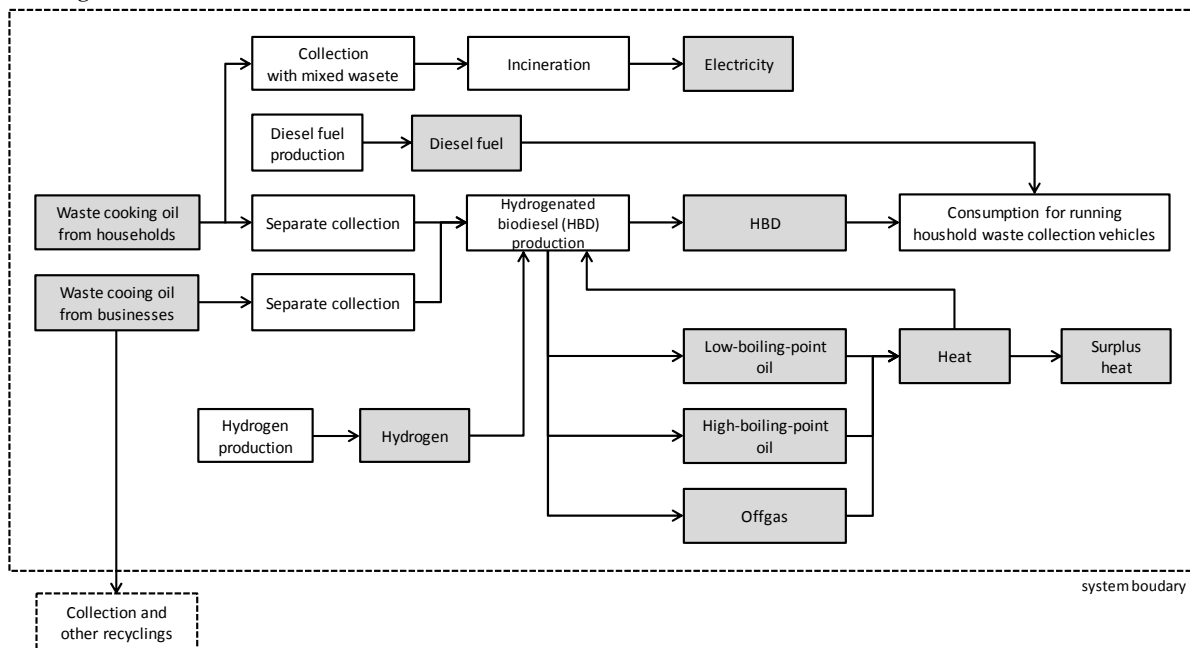 Collection
with mixed wasete
Incineration
Electricity
Diesel fuel
production
Diesel fuel
Waste cooking oil
from households
Separate collection
Hydrogenated
biodiesel (HBD)
production
HBD
Consumption for running
houshold waste collection vehicles
Waste cooing oil
from businesses
Separate collection
Low-boiling-point
oil
Heat
Surplus
heat
Hydrogen
production
Hydrogen
High-boiling-point
oil
Offgas
system boudary
Collection and
other recyclings